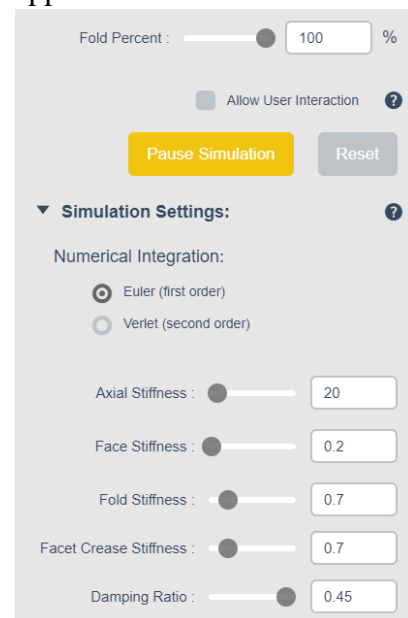 Fold Percent : 100 %
Allow User Interaction ?
Pause Simulation Reset
Simulation Settings: ?
Numerical Integration:
Euler (first order)
Verlet (second order)
Axial Stiffness : 20
Face Stiffness : 0.2
Fold Stiffness : 0.7
Facet Crease Stiffness : 0.7
Damping Ratio : 0.45